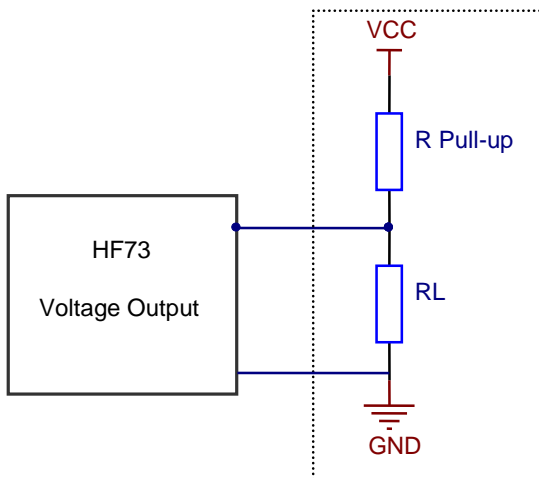 VCC
R Pull-up
HF73
Voltage Output
RL
GND